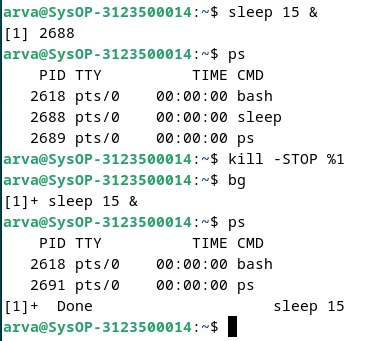 arva@SysOP-3123500014:~$ sleep 15 &
[1] 2688
arva@SysOP-3123500014:~$ ps
    PID TTY          TIME CMD
   2618 pts/0    00:00:00 bash
   2688 pts/0    00:00:00 sleep
   2689 pts/0    00:00:00 ps
arva@SysOP-3123500014:~$ kill -STOP %1
arva@SysOP-3123500014:~$ bg
[1]+ sleep 15 &
arva@SysOP-3123500014:~$ ps
    PID TTY          TIME CMD
   2618 pts/0    00:00:00 bash
   2691 pts/0    00:00:00 ps
[1]+  Done                    sleep 15
arva@SysOP-3123500014:~$